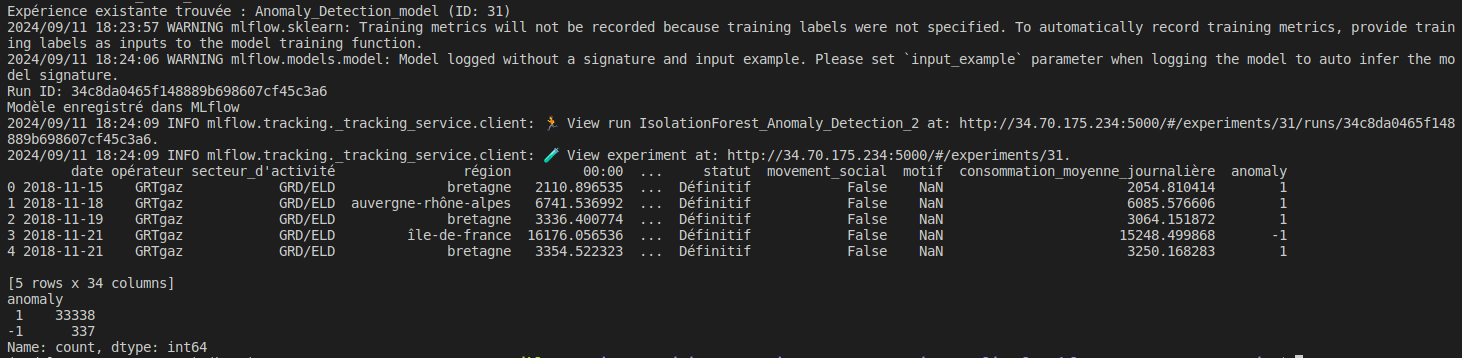 Expérience existante trouvée : Anomaly_Detection_model (ID: 31)
2024/09/11 18:23:57 WARNING mlflow.sklearn: Training metrics will not be recorded because training labels were not specified. To automatically record training metrics, provide train
ing labels as inputs to the model training function.
2024/09/11 18:24:06 WARNING mlflow.models.model: Model logged without a signature and input example. Please set `input_example` parameter when logging the model to auto infer the mo
del signature.
Run ID: 34c8da0465f148889b698607cf45c3a6
Modèle enregistré dans MLflow
2024/09/11 18:24:09 INFO mlflow.tracking._tracking_service.client: 🏃 View run IsolationForest_Anomaly_Detection_2 at: http://34.70.175.234:5000/#/experiments/31/runs/34c8da0465f148
889b698607cf45c3a6.
2024/09/11 18:24:09 INFO mlflow.tracking._tracking_service.client: 🧪 View experiment at: http://34.70.175.234:5000/#/experiments/31.
date opérateur secteur_d'activité région 00:00 ... statut movement_social motif consommation_moyenne_journalière anomaly
0 2018-11-15 GRTgaz GRD/ELD bretagne 2110.896535 ... Définitif False NaN 2054.810414 1
1 2018-11-18 GRTgaz GRD/ELD auvergne-rhône-alpes 6741.536992 ... Définitif False NaN 6085.576606 1
2 2018-11-19 GRTgaz GRD/ELD bretagne 3336.400774 ... Définitif False NaN 3064.151872 1
3 2018-11-21 GRTgaz GRD/ELD île-de-france 16176.056536 ... Définitif False NaN 15248.499868 -1
4 2018-11-21 GRTgaz GRD/ELD bretagne 3354.522323 ... Définitif False NaN 3250.168283 1
[5 rows x 34 columns]
anomaly
1 33338
-1 337
Name: count, dtype: int64